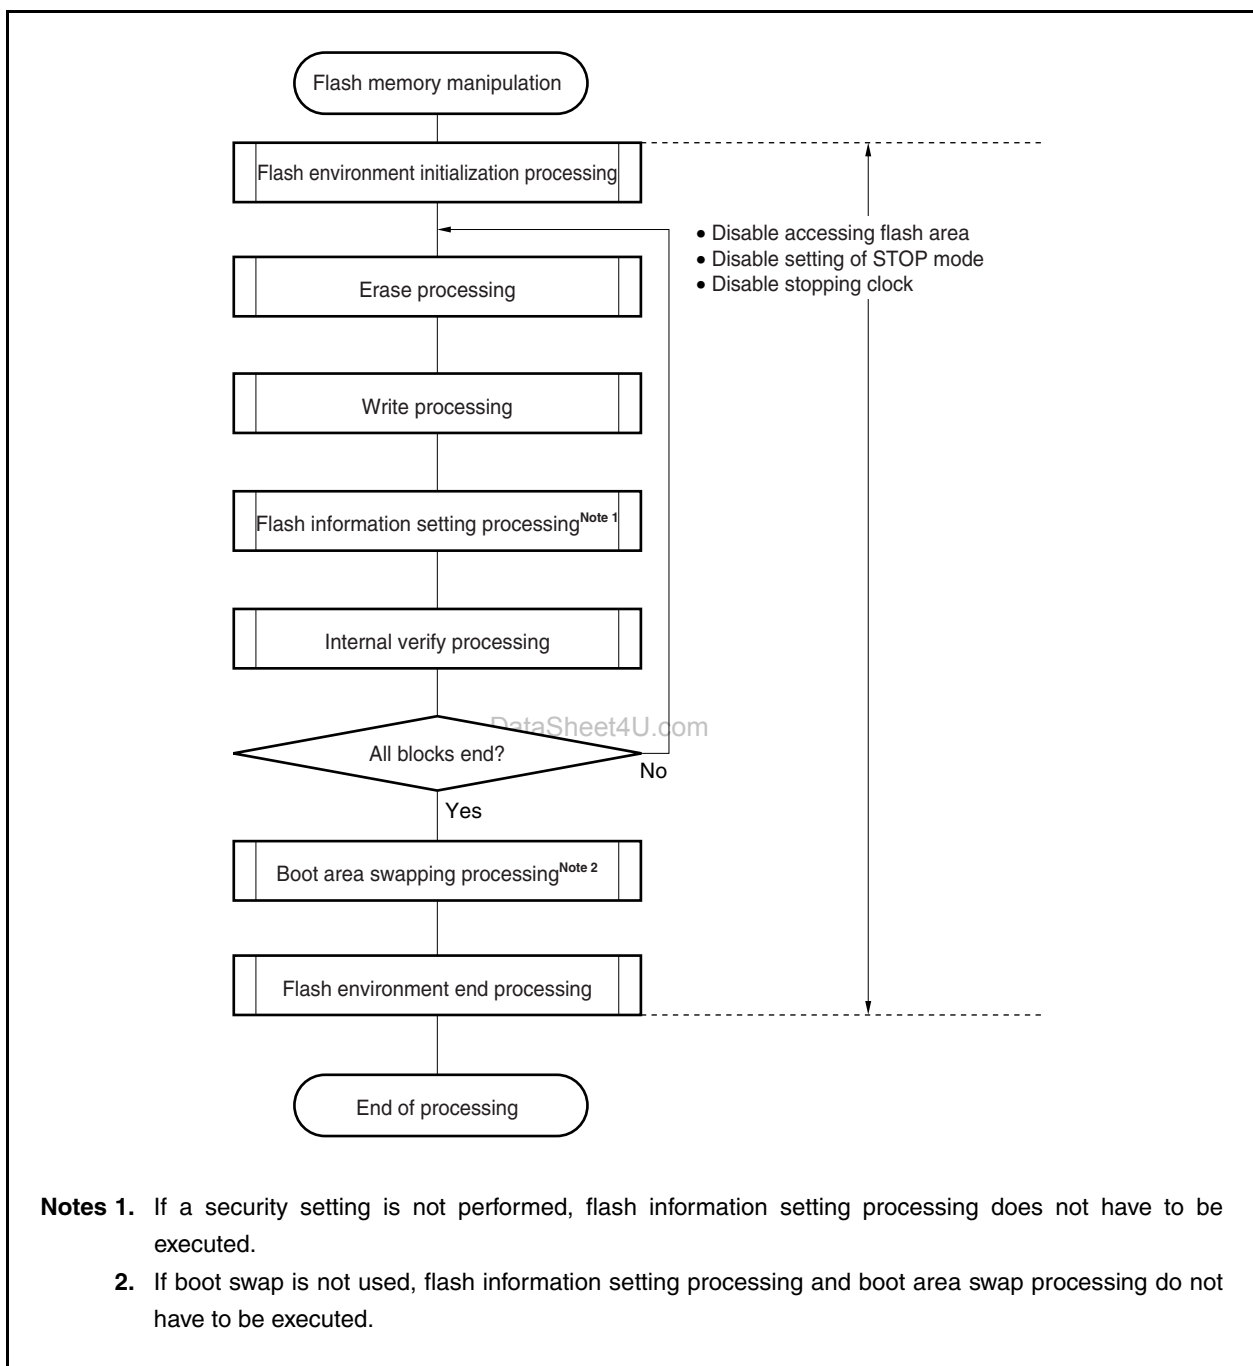 Flash memory manipulation
Flash environment initialization processing
• Disable accessing flash area
• Disable setting of STOP mode
• Disable stopping clock
Erase processing
Write processing
Flash information setting processingNote 1
Internal verify processing
DataSheet4U.com
All blocks end?
No
Yes
Boot area swapping processingNote 2
Flash environment end processing
End of processing
Notes 1. If a security setting is not performed, flash information setting processing does not have to be
executed.
2. If boot swap is not used, flash information setting processing and boot area swap processing do not
have to be executed.